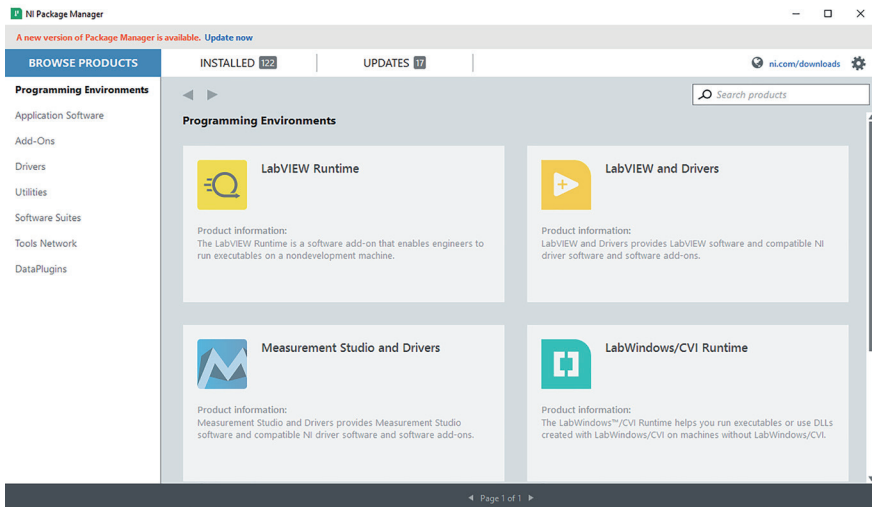 NI Package Manager
A new version of Package Manager is available. Update now
BROWSE PRODUCTS
INSTALLED 122
UPDATES 17
ni.com/downloads
Programming Environments
Application Software
Add-Ons
Drivers
Utilities
Software Suites
Tools Network
DataPlugins
Search products
Programming Environments
LabVIEW Runtime
Product information:
The LabVIEW Runtime is a software add-on that enables engineers to
run executables on a nondevelopment machine.
LabVIEW and Drivers
Product information:
LabVIEW and Drivers provides LabVIEW software and compatible NI
driver software and software add-ons.
Measurement Studio and Drivers
Product information:
Measurement Studio and Drivers provides Measurement Studio
software and compatible NI driver software and software add-ons.
LabWindows/CVI Runtime
Product information:
The LabWindows™/CVI Runtime helps you run executables or use DLLs
created with LabWindows/CVI on machines without LabWindows/CVI.
Page 1 of 1